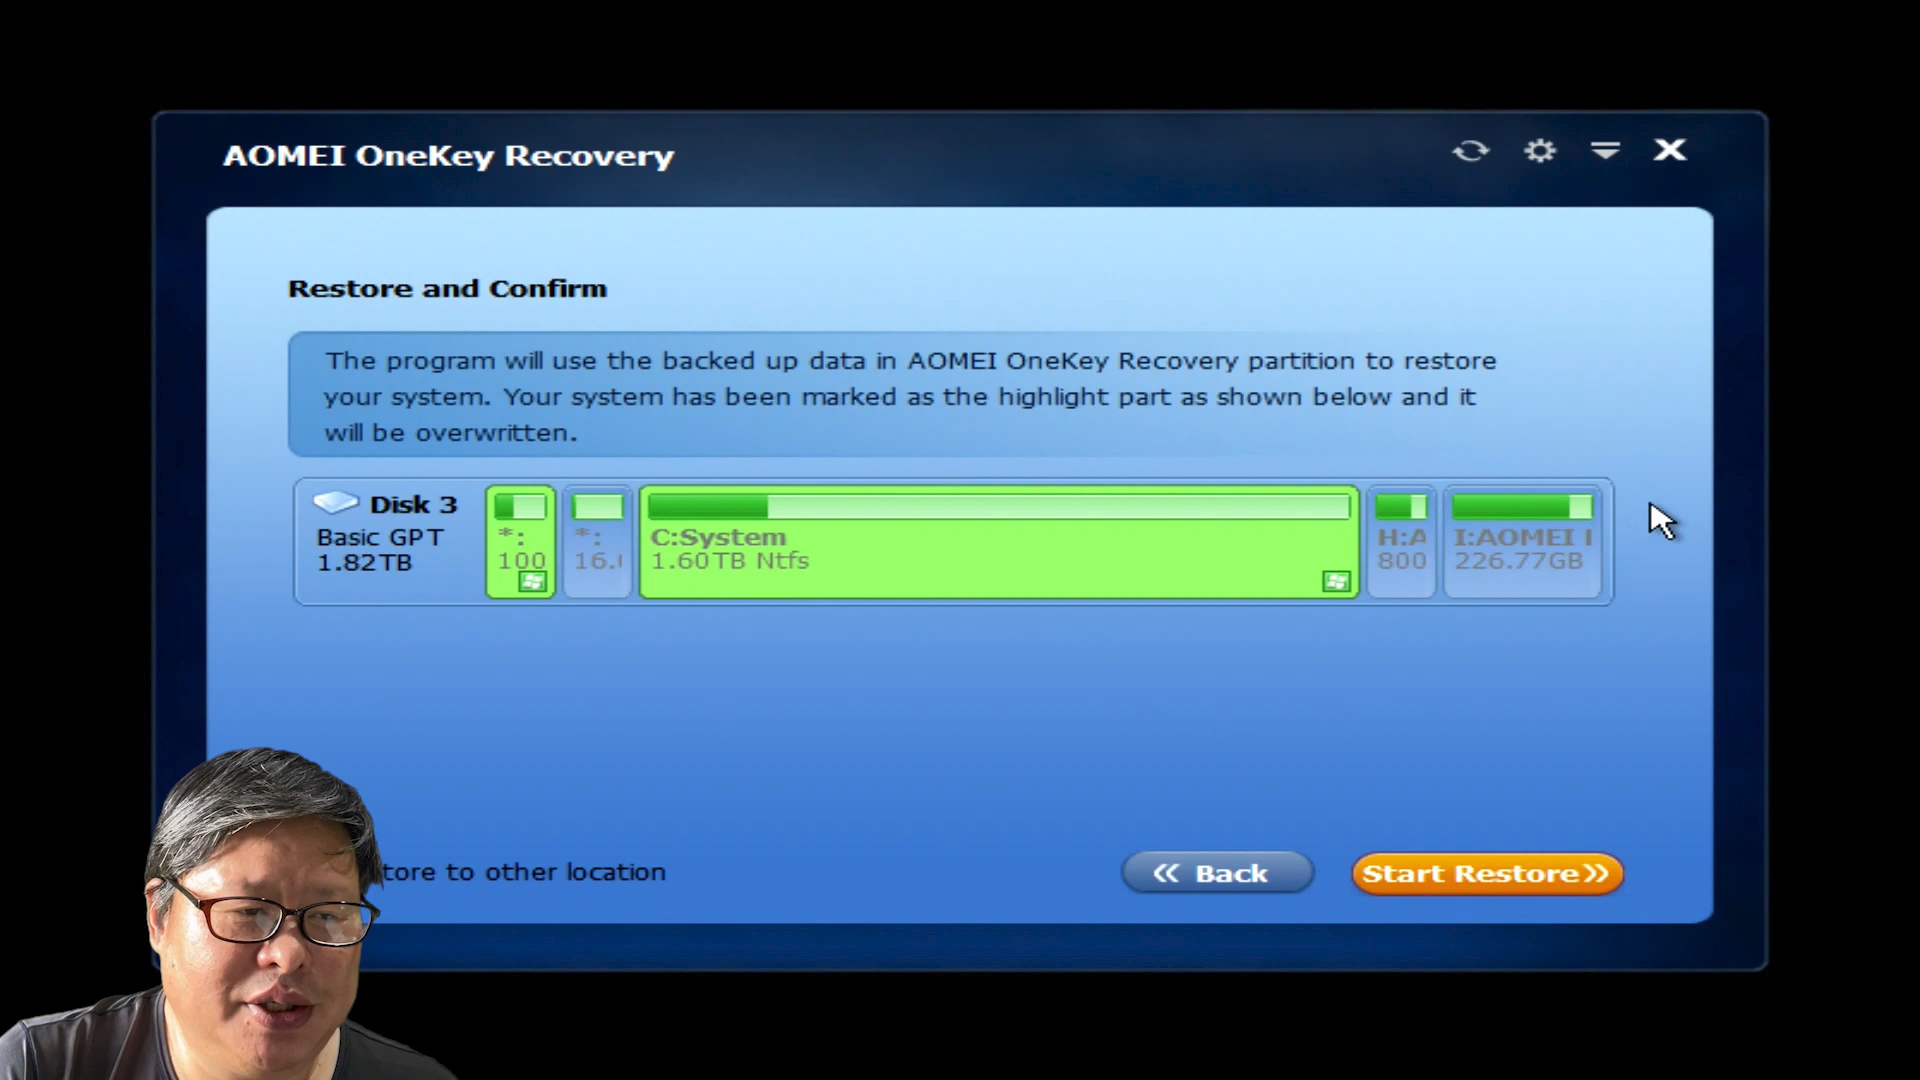 AOMEI OneKey Recovery
Restore and Confirm
The program will use the backed up data in AOMEI OneKey Recovery partition to restore
your system. Your system has been marked as the highlight part as shown below and it
will be overwritten.
Disk 3
Basic GPT
1.82TB
*:
100
*:
16.
C:System
1.60TB Ntfs
H:A
800
I:AOMEI
226.77GB
tore to other location
Back
Start Restore